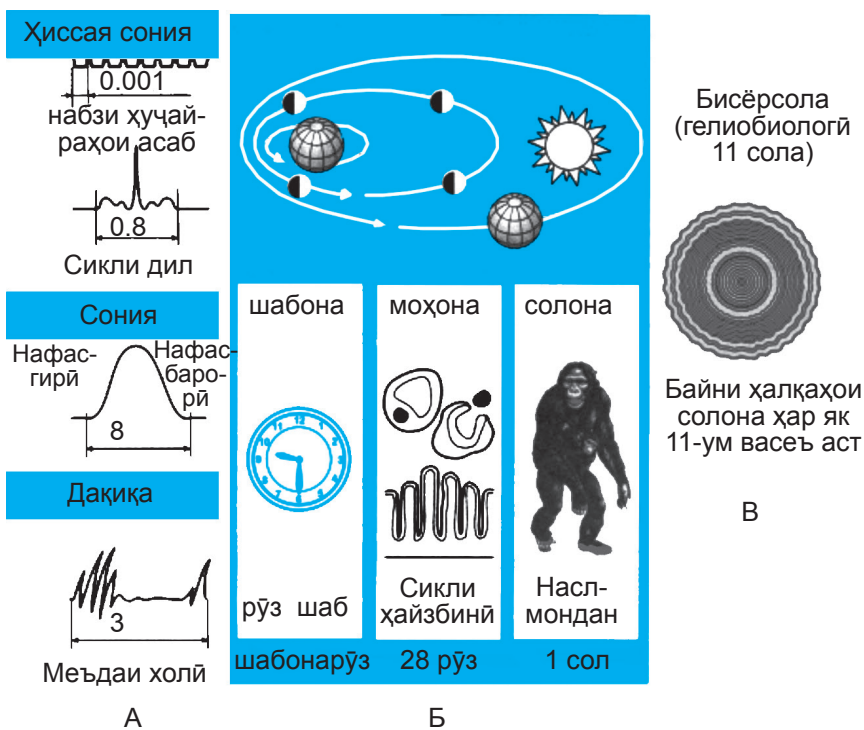 Ҳиссая сония
0.001
набзи ҳуҷай-
раҳои асаб
0.8
Сикли дил
Сония
Нафас-
гирӣ
Нафас-
баро-
рӣ
8
Дақиқа
3
Меъдаи холӣ
А
шабона
рӯз шаб
шабонарӯз
моҳона
Сикли
ҳайзбинӣ
28 рӯз
солона
Насл-
мондан
1 сол
Б
Бисёрсола
(гелиобиологӣ
11 сола)
Байни ҳалқаҳои
солона ҳар як
11-ум васеъ аст
В